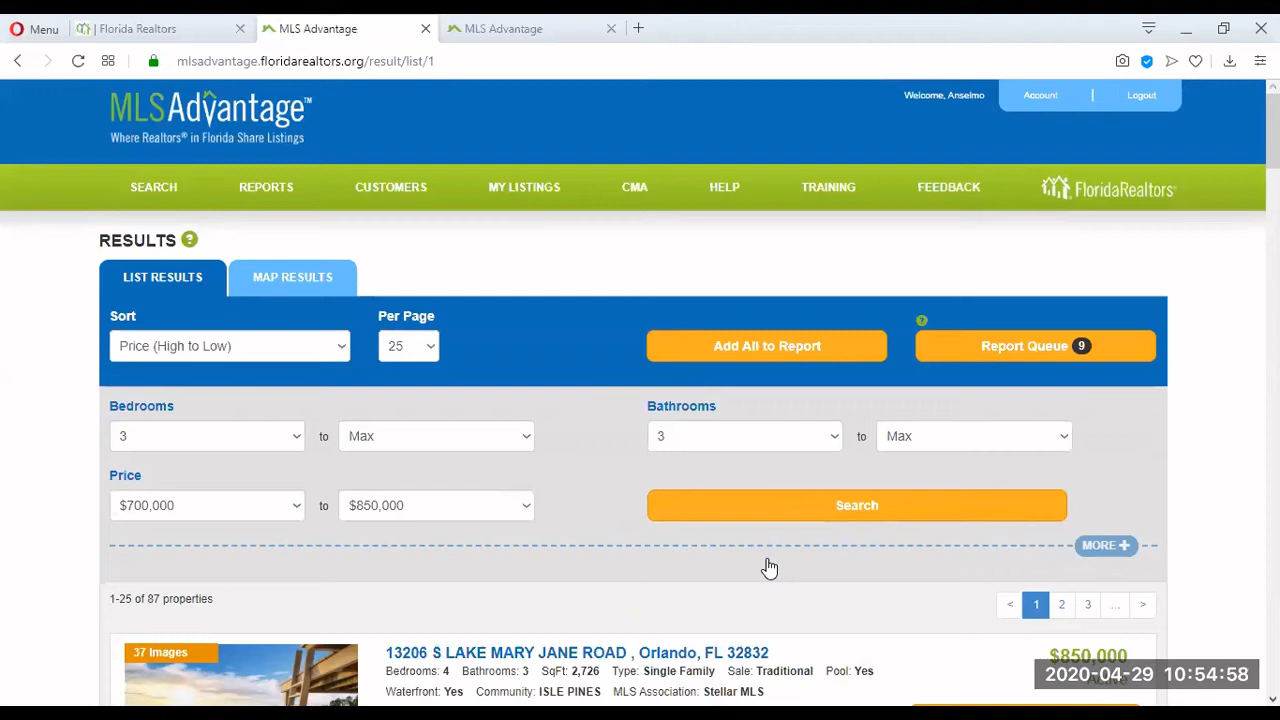 Menu
Florida Realtors
MLS Advantage
MLS Advantage
mlsadvantage.floridarealtors.org/result/list/1
MLSAdvantage™
Where Realtors® in Florida Share Listings
Welcome, Anselmo
Account | Logout
SEARCH REPORTS CUSTOMERS MY LISTINGS CMA HELP TRAINING FEEDBACK FloridaRealtors®
RESULTS ?
LIST RESULTS MAP RESULTS
Sort Per Page
?
Price (High to Low) 25 Add All to Report Report Queue 9
Bedrooms Bathrooms
3 to Max 3 to Max
Price
$700,000 to $850,000 Search
MORE +
1-25 of 87 properties < 1 2 3 ... >
37 Images
13206 S LAKE MARY JANE ROAD , Orlando, FL 32832 $850,000
Bedrooms: 4 Bathrooms: 3 SqFt: 2,726 Type: Single Family Sale: Traditional Pool: Yes
Waterfront: Yes Community: ISLE PINES MLS Association: Stellar MLS
2020-04-29 10:54:58